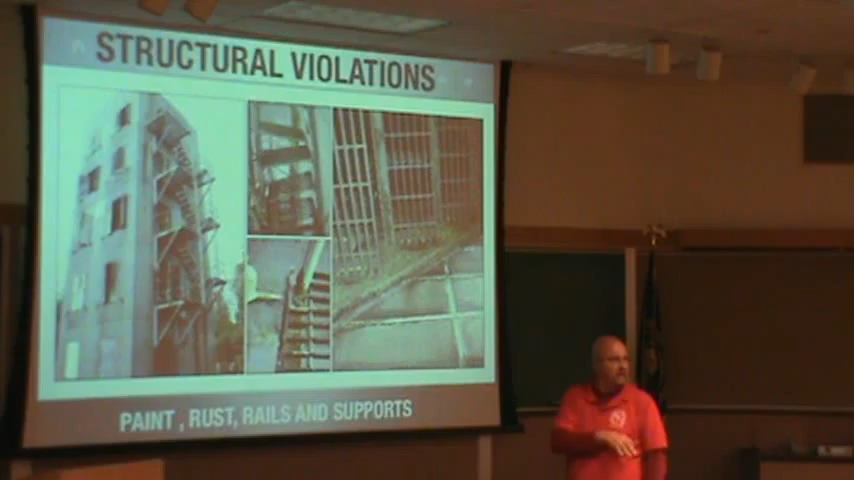 STRUCTURAL VIOLATIONS
PAINT , RUST, RAILS AND SUPPORTS